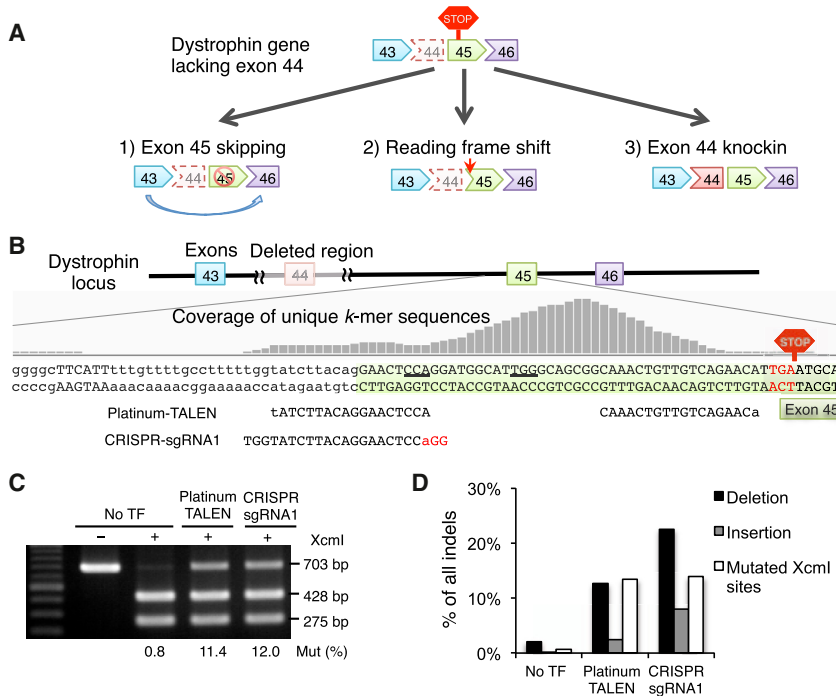 A
STOP
Dystrophin gene
lacking exon 44
43 44 45 46
1) Exon 45 skipping
43 44 45 46
2) Reading frame shift
43 44 45 46
3) Exon 44 knockin
43 44 45 46
B
Dystrophin
locus
Exons
Deleted region
43 44 45 46
Coverage of unique k-mer sequences
STOP
ggggcTTCATTtttgttttgcctttttggtatcttacagGAACTCCAGGATGGCATTGGGCAGCGGCAAACTGTTGTCAGAACATTGAATGCA
ccccgAAGTAAaaacaaaacggaaaaaccatagaatgtcCTTGAGGTCCTACCGTAACCCGTCGCCGTTTGACAACAGTCTTGTAACTTACGT
Platinum-TALEN tATCTTACAGGAACTCCA CAAACTGTTGTCAGAACa Exon 45
CRISPR-sgRNA1 TGGTATCTTACAGGAACTCCaGG
C
No TF
Platinum
TALEN
CRISPR
sgRNA1
− + + + XcmI
703 bp
428 bp
275 bp
0.8 11.4 12.0 Mut (%)
D
% of all indels
30%
20%
10%
0%
No TF
Platinum
TALEN
CRISPR
sgRNA1
Deletion
Insertion
Mutated XcmI
sites